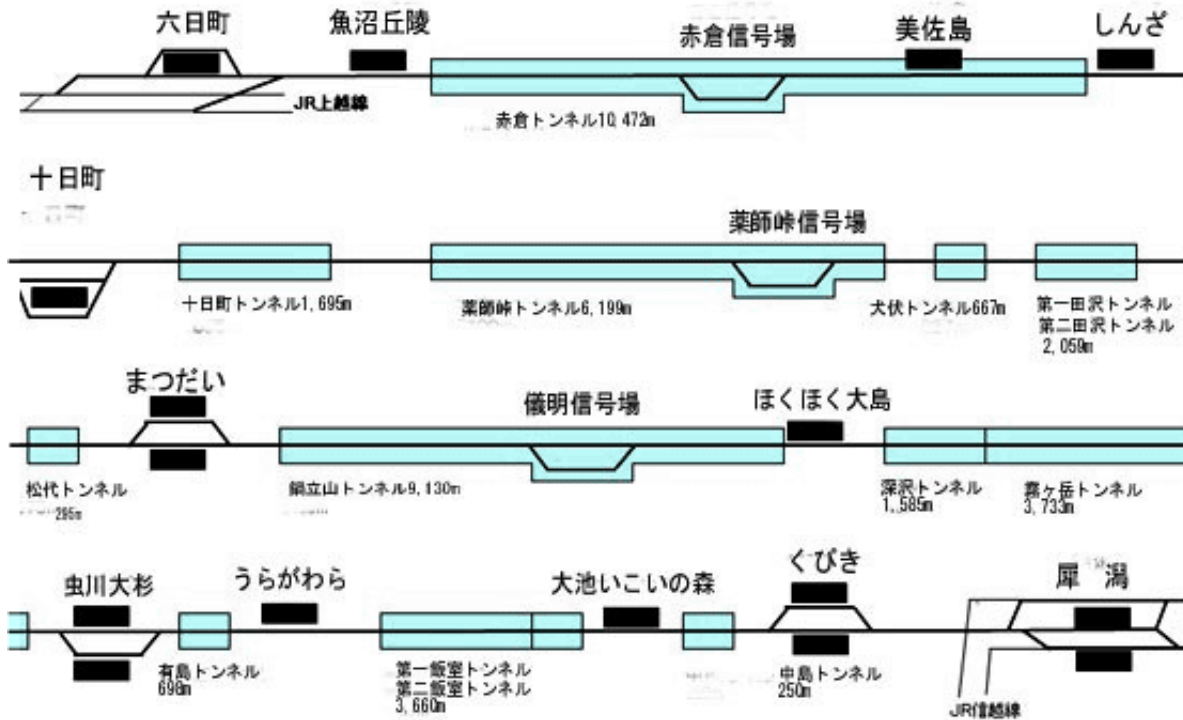 六日町
魚沼丘陵
赤倉信号場
美佐島
しんざ
JR上越線
赤倉トンネル10,472m
十日町
薬師峠信号場
十日町トンネル1,695m
薬師峠トンネル6,199m
犬伏トンネル667m
第一田沢トンネル
第二田沢トンネル
2,059m
まつだい
儀明信号場
ほくほく大島
松代トンネル
295m
鍋立山トンネル9,130m
深沢トンネル
1,585m
霧ヶ岳トンネル
3,733m
虫川大杉
うらがわら
大池いこいの森
くびき
犀 潟
有島トンネル
698m
第一飯室トンネル
第二飯室トンネル
3,660m
中島トンネル
250m
JR信越線